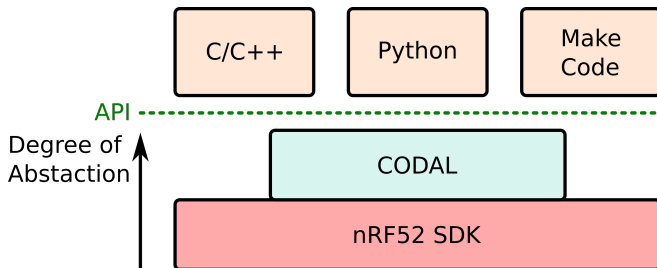 C/C++
Python
Make
Code
API
Degree of
Abstaction
CODAL
nRF52 SDK